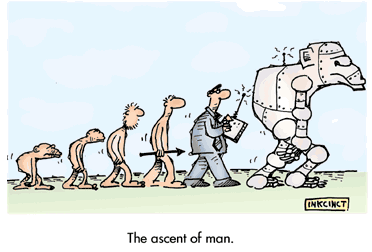 INKCINCT
The ascent of man.